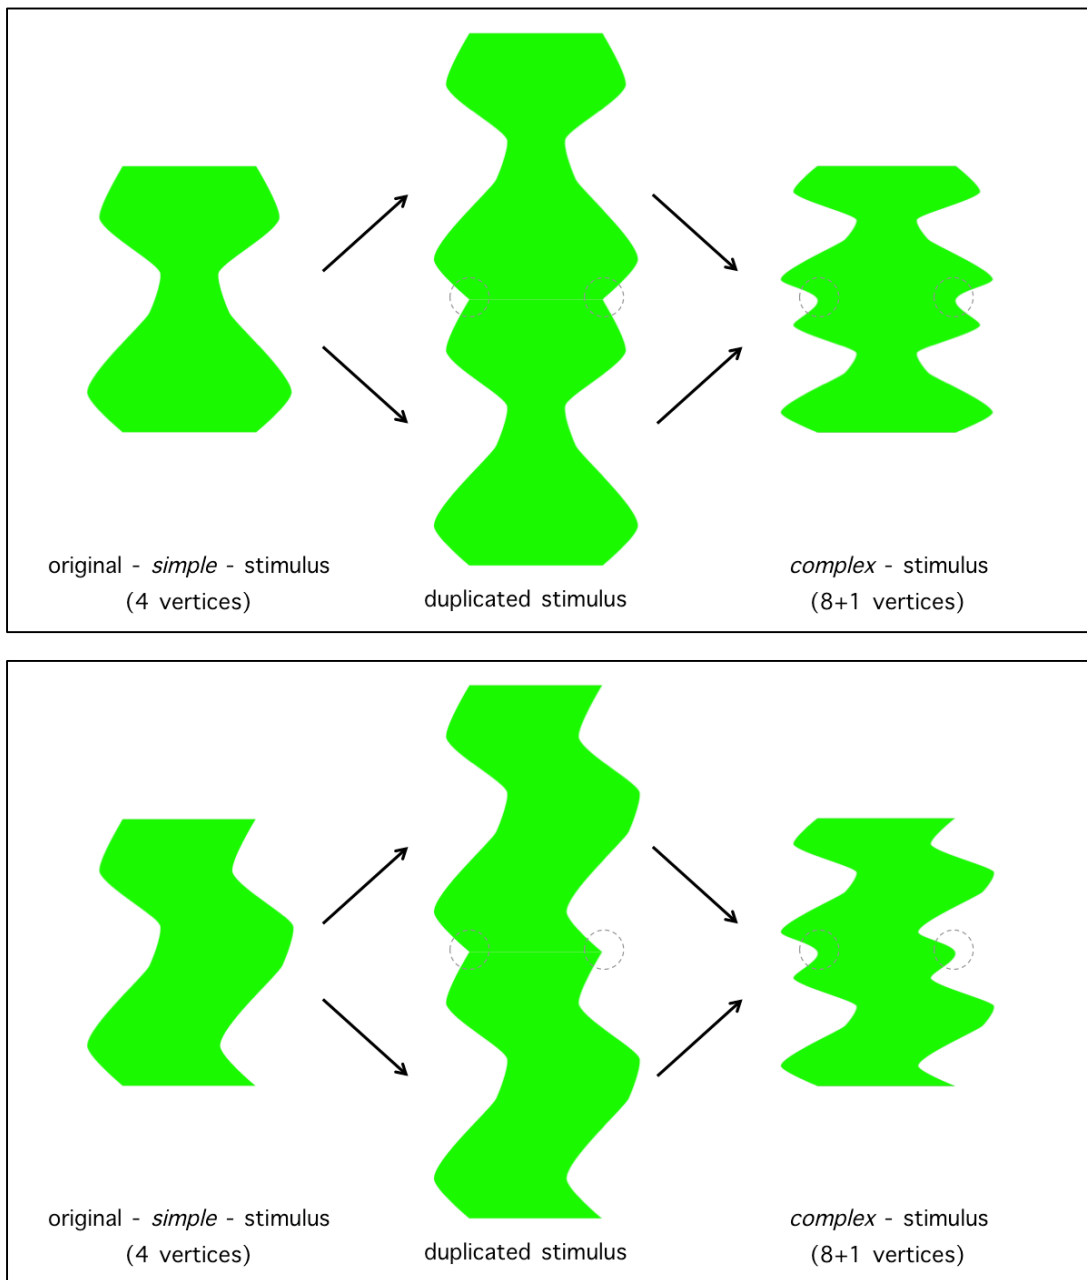 original - simple - stimulus
(4 vertices)
duplicated stimulus
complex - stimulus
(8+1 vertices)
original - simple - stimulus
(4 vertices)
duplicated stimulus
complex - stimulus
(8+1 vertices)